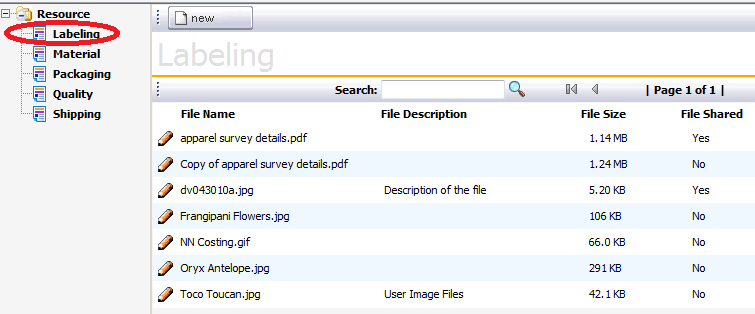 Resource
Labeling
Material
Packaging
Quality
Shipping
new
Labeling
Search: | Page 1 of 1 |
File Name File Description File Size File Shared
apparel survey details.pdf 1.14 MB Yes
Copy of apparel survey details.pdf 1.24 MB No
dv043010a.jpg Description of the file 5.20 KB Yes
Frangipani Flowers.jpg 106 KB No
NN Costing.gif 66.0 KB No
Oryx Antelope.jpg 291 KB No
Toco Toucan.jpg User Image Files 42.1 KB No